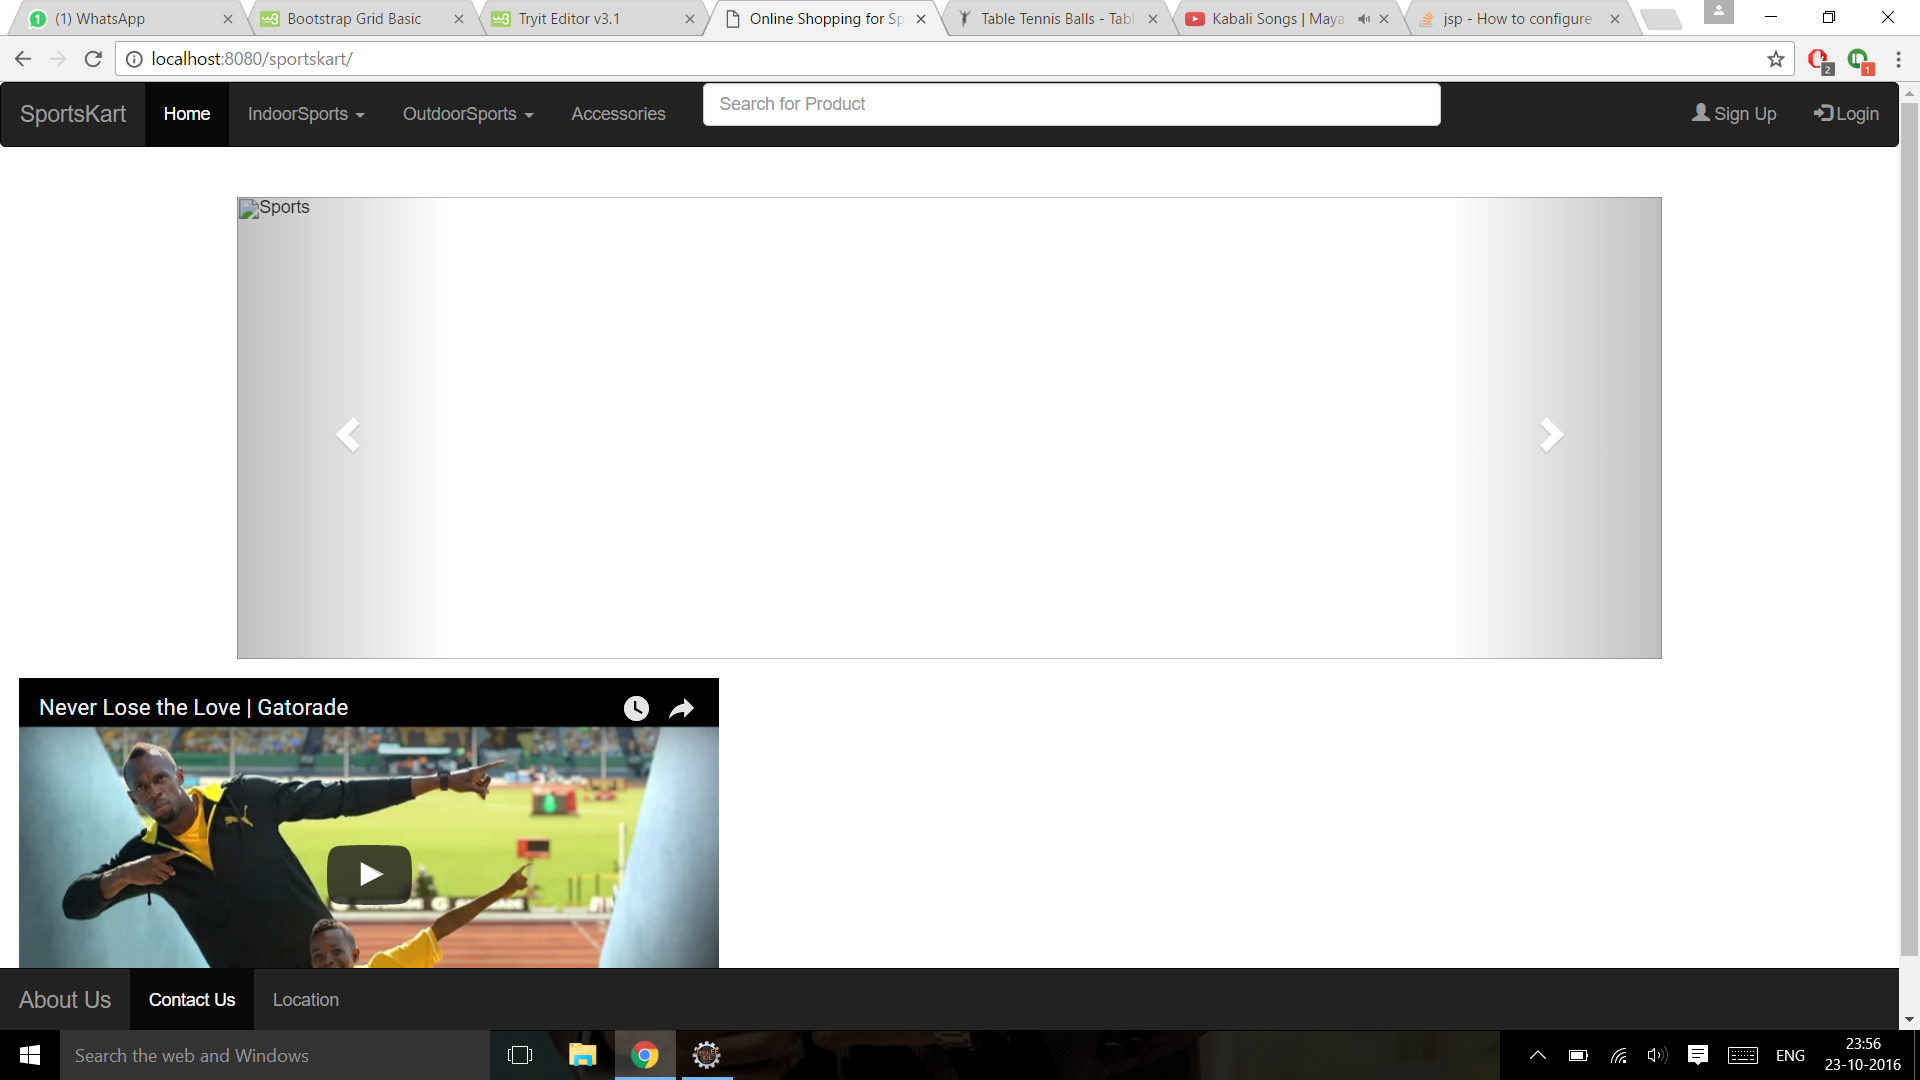 (1) WhatsApp
Bootstrap Grid Basic
Tryit Editor v3.1
Online Shopping for Sp
Table Tennis Balls - Tabl
Kabali Songs | Maya
jsp - How to configure
localhost:8080/sportskart/
2
1
SportsKart
Home
IndoorSports
OutdoorSports
Accessories
Search for Product
Sign Up
Login
Sports
Never Lose the Love | Gatorade
About Us
Contact Us
Location
Search the web and Windows
ENG
23:56
23-10-2016